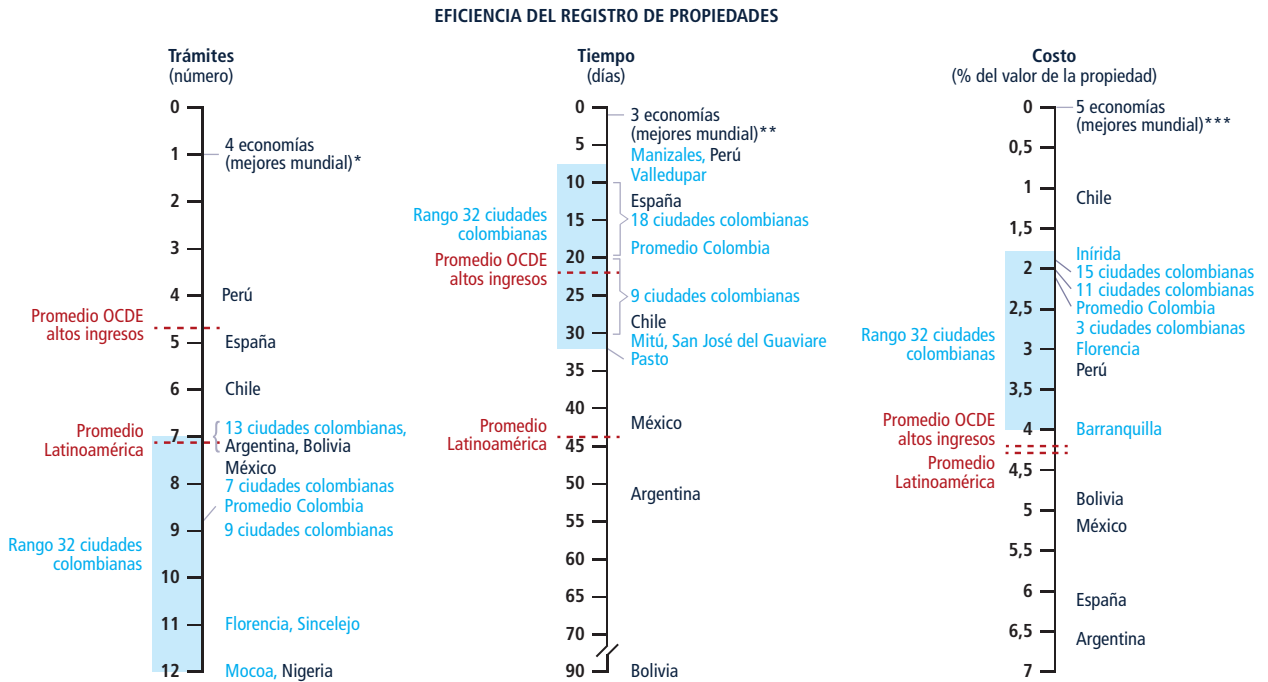 EFICIENCIA DEL REGISTRO DE PROPIEDADES
Trámites
(número)
0
1
2
3
4
5
6
7
8
9
10
11
12
4 economías
(mejores mundial)*
Perú
España
Chile
13 ciudades colombianas,
Argentina, Bolivia
México
7 ciudades colombianas
Promedio Colombia
9 ciudades colombianas
Florencia, Sincelejo
Mocoa, Nigeria
Promedio OCDE
altos ingresos
Promedio
Latinoamérica
Rango 32 ciudades
colombianas
Tiempo
(días)
0
5
10
15
20
25
30
35
40
45
50
55
60
65
70
90
3 economías
(mejores mundial)**
Manizales, Perú
Valledupar
España
18 ciudades colombianas
Promedio Colombia
9 ciudades colombianas
Chile
Mitú, San José del Guaviare
Pasto
México
Argentina
Bolivia
Rango 32 ciudades
colombianas
Promedio OCDE
altos ingresos
Promedio
Latinoamérica
Costo
(% del valor de la propiedad)
0
0,5
1
1,5
2
2,5
3
3,5
4
4,5
5
5,5
6
6,5
7
5 economías
(mejores mundial)***
Chile
Inírida
15 ciudades colombianas
11 ciudades colombianas
Promedio Colombia
3 ciudades colombianas
Florencia
Perú
Barranquilla
Bolivia
México
España
Argentina
Rango 32 ciudades
colombianas
Promedio OCDE
altos ingresos
Promedio
Latinoamérica